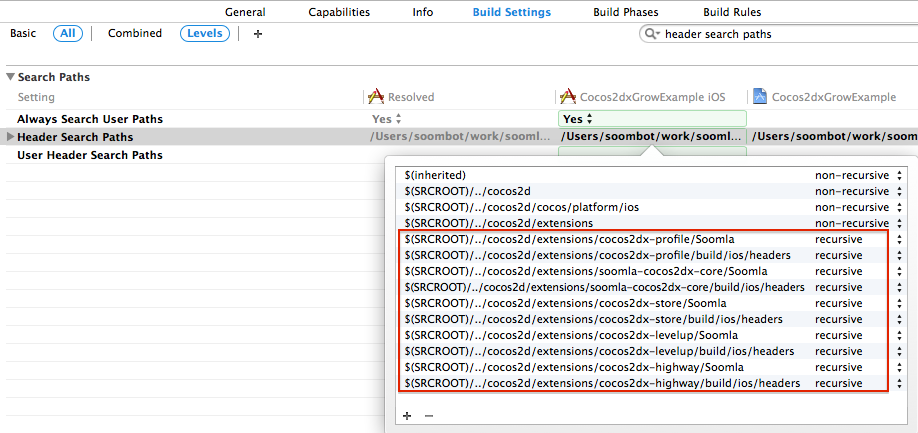 General Capabilities Info Build Settings Build Phases Build Rules
Basic All Combined Levels + header search paths
Search Paths
Setting Resolved Cocos2dxGrowExample iOS Cocos2dxGrowExample
Always Search User Paths Yes Yes
Header Search Paths /Users/soombot/work/sooml... /Users/soombot/work/sooml... /Users/soombot/work/sooml
User Header Search Paths
$(inherited) non-recursive
$(SRCROOT)/../cocos2d non-recursive
$(SRCROOT)/../cocos2d/cocos/platform/ios non-recursive
$(SRCROOT)/../cocos2d/extensions non-recursive
$(SRCROOT)/../cocos2d/extensions/cocos2dx-profile/Soomla recursive
$(SRCROOT)/../cocos2d/extensions/cocos2dx-profile/build/ios/headers recursive
$(SRCROOT)/../cocos2d/extensions/soomla-cocos2dx-core/Soomla recursive
$(SRCROOT)/../cocos2d/extensions/soomla-cocos2dx-core/build/ios/headers recursive
$(SRCROOT)/../cocos2d/extensions/cocos2dx-store/Soomla recursive
$(SRCROOT)/../cocos2d/extensions/cocos2dx-store/build/ios/headers recursive
$(SRCROOT)/../cocos2d/extensions/cocos2dx-levelup/Soomla recursive
$(SRCROOT)/../cocos2d/extensions/cocos2dx-levelup/build/ios/headers recursive
$(SRCROOT)/../cocos2d/extensions/cocos2dx-highway/Soomla recursive
$(SRCROOT)/../cocos2d/extensions/cocos2dx-highway/build/ios/headers recursive
+ −